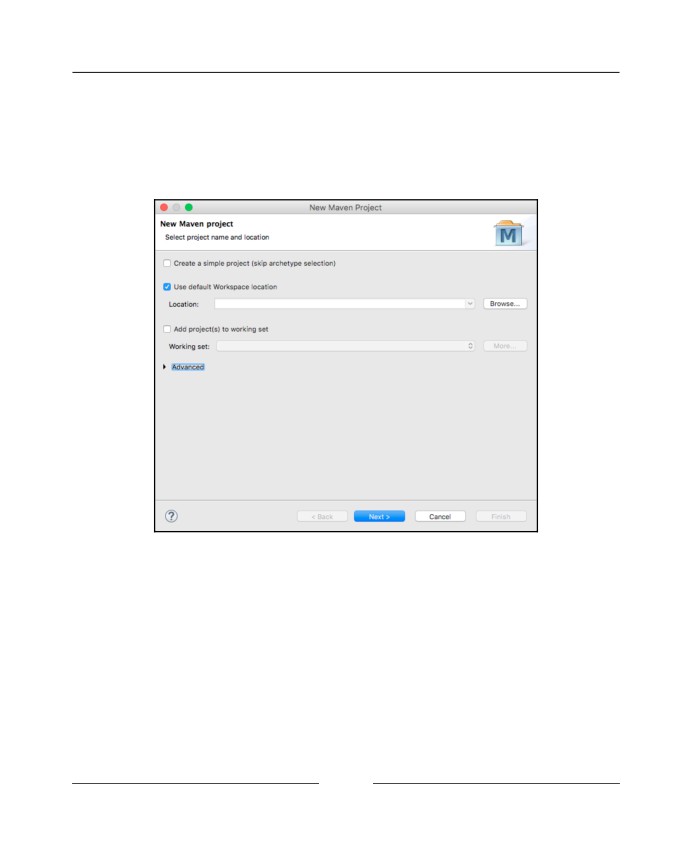 New Maven Project
New Maven project
Select project name and location
M
Create a simple project (skip archetype selection)
Use default Workspace location
Location:
Browse...
Add project(s) to working set
Working set:
More...
Advanced
?
< Back
Next >
Cancel
Finish